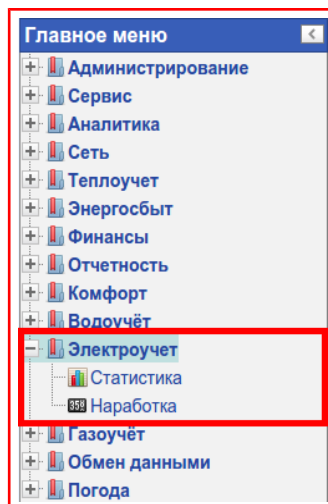 Главное меню
Администрирование
Сервис
Аналитика
Сеть
Теплоучет
Энергосбыт
Финансы
Отчетность
Комфорт
Водоучёт
Электроучет
Статистика
Наработка
Газоучёт
Обмен данными
Погода